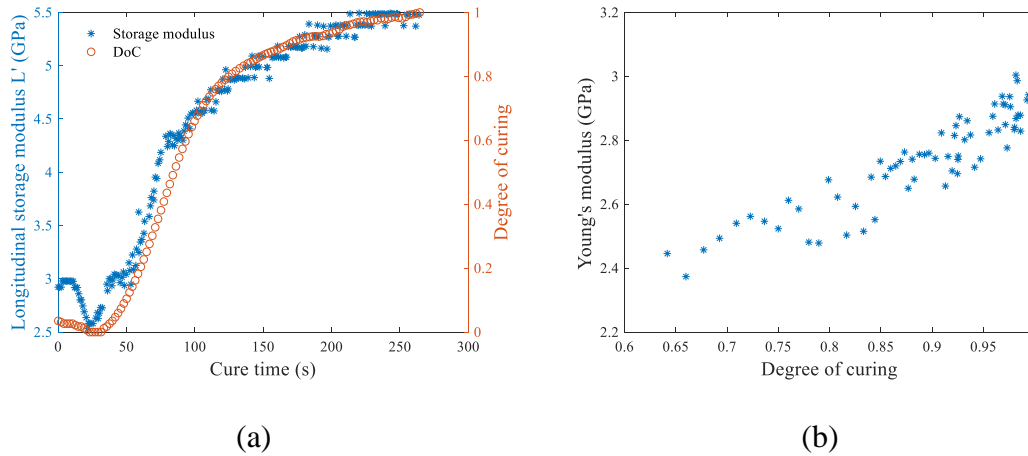 5.5
5
4.5
4
3.5
3
2.5
Longitudinal storage modulus L' (GPa)
Storage modulus
DoC
1
0.8
0.6
0.4
0.2
0
Degree of curing
0 50 100 150 200 250 300
Cure time (s)
(a)
3.2
3
2.8
2.6
2.4
2.2
Young's modulus (GPa)
0.6 0.65 0.7 0.75 0.8 0.85 0.9 0.95
Degree of curing
(b)